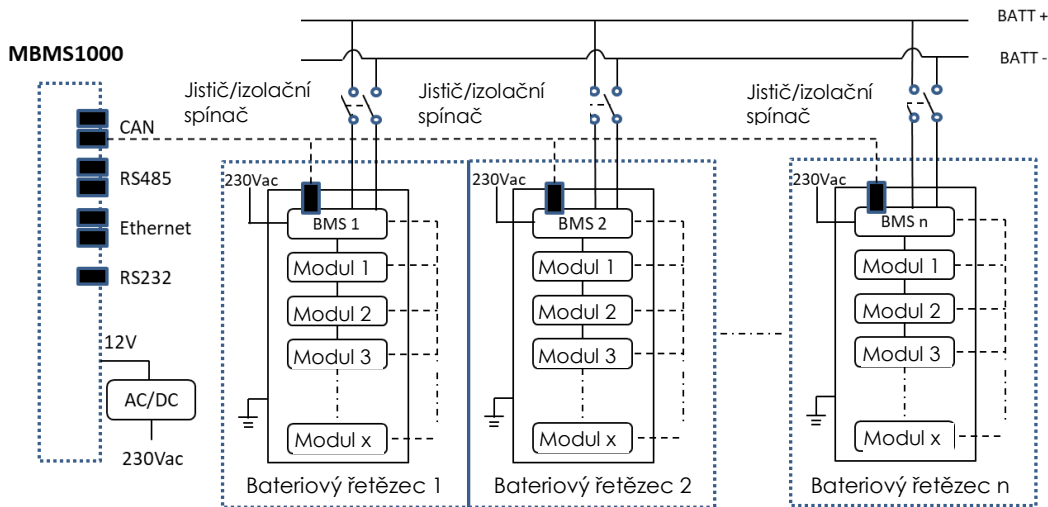 BATT +
MBMS1000
BATT -
Jistič/izolační
spínač
Jistič/izolační
spínač
Jistič/izolační
spínač
CAN
RS485
Ethernet
RS232
12V
AC/DC
230Vac
230Vac
BMS 1
Modul 1
Modul 2
Modul 3
Modul x
Bateriový řetězec 1
230Vac
BMS 2
Modul 1
Modul 2
Modul 3
Modul x
Bateriový řetězec 2
230Vac
BMS n
Modul 1
Modul 2
Modul 3
Modul x
Bateriový řetězec n